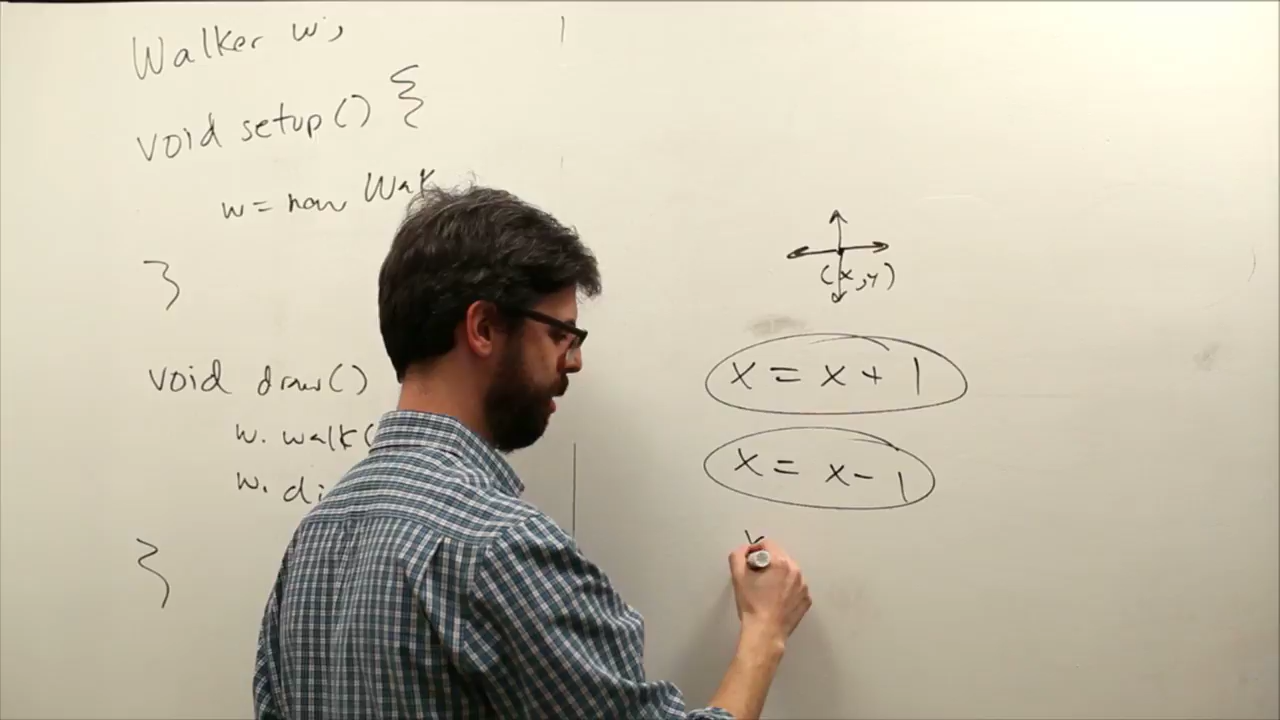 Walker w;
void setup() {
w = new Walk
}
void draw()
w. walk(
w. di
}
(x,y)
x = x + 1
x = x - 1